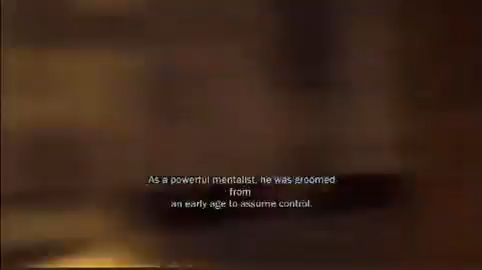 As a powerful mentalist, he was groomed
from
an early age to assume control.